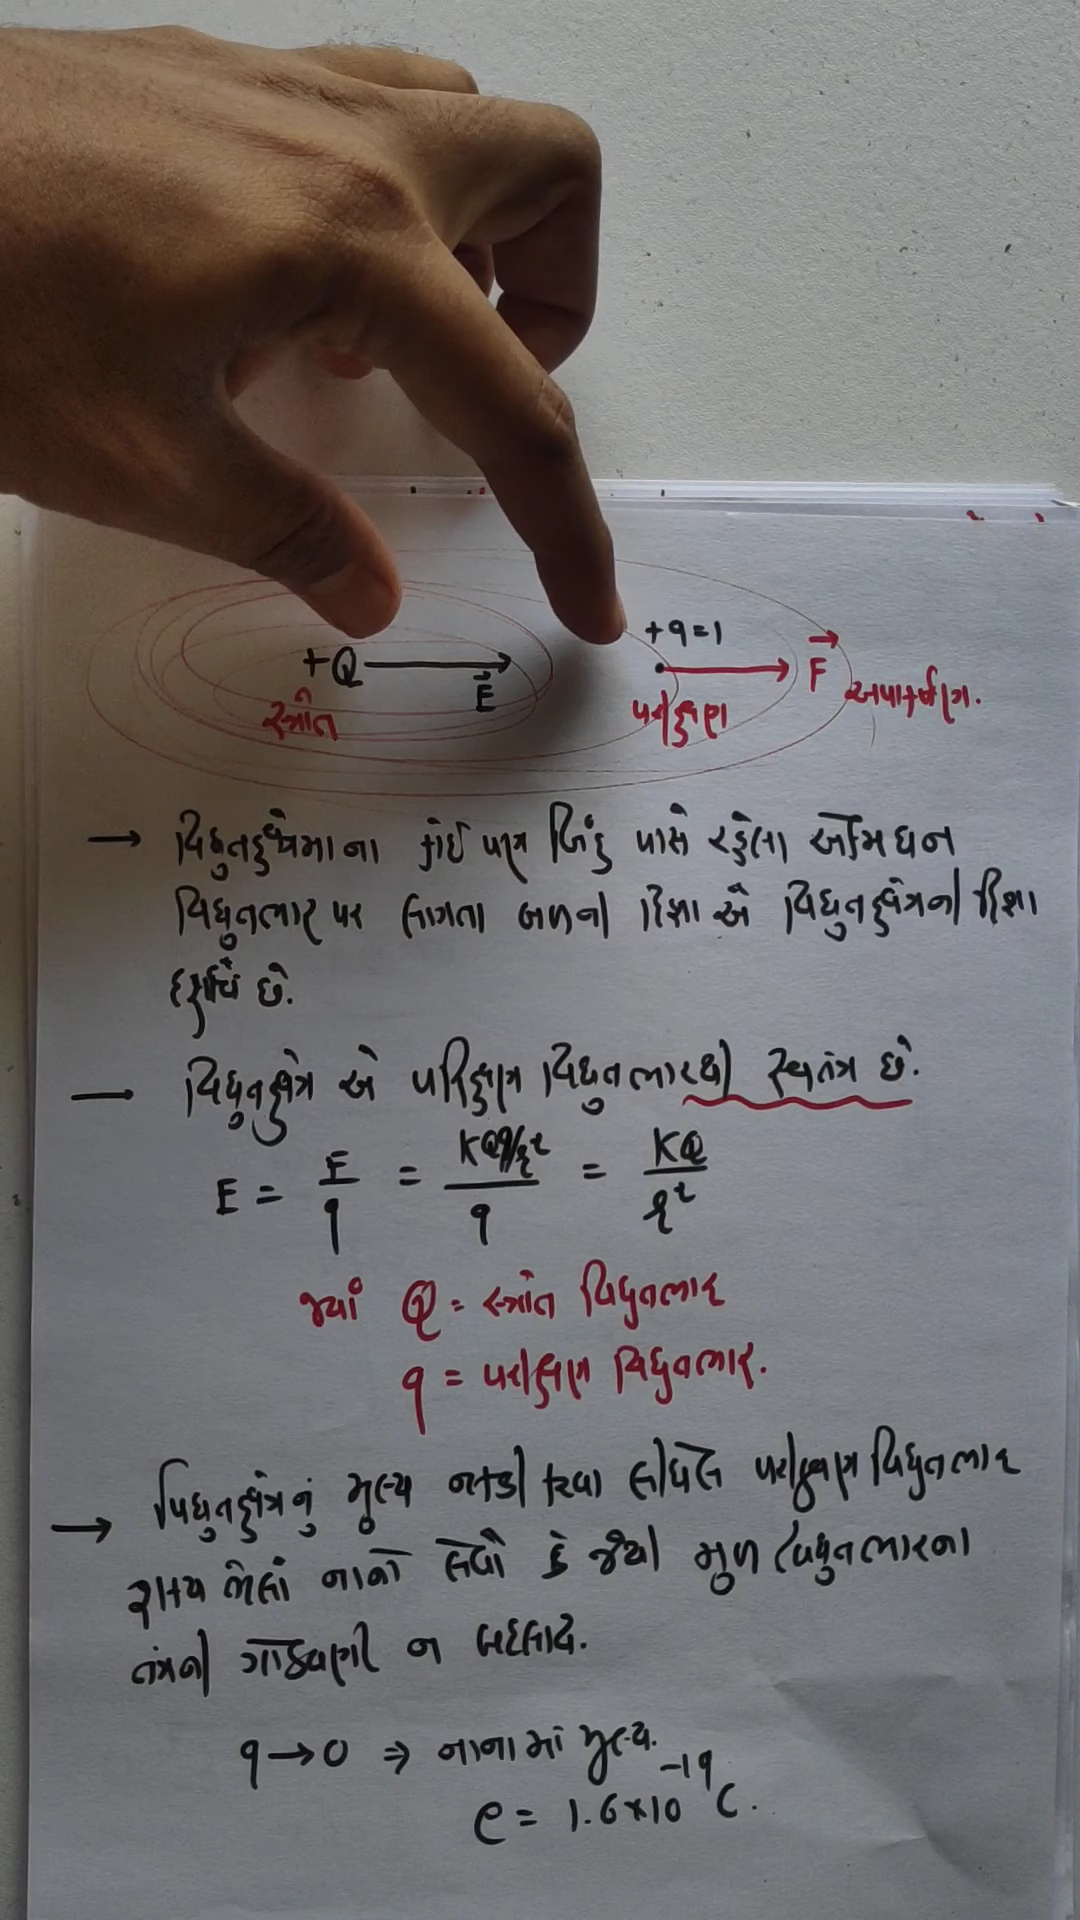 +q=1
+Q
E
F
સ્ત્રોત
પરીક્ષણ
અપાકર્ષણ.
→ વિધુતક્ષેત્રમાના કોઈ પણ બિંદુ પાસે રહેલા એકમ ધન
વિધુતભાર પર લાગતા બળની દિશા એ વિધુતક્ષેત્રની દિશા
દર્શાવે છે.
— વિધુતક્ષેત્ર એ પરિક્ષણ વિધુતભારથી સ્વતંત્ર છે.
E = F/q = (KQq/r²)/q = KQ/r²
જ્યાં Q = સ્ત્રોત વિધુતભાર
q = પરીક્ષણ વિધુતભાર.
→ વિધુતક્ષેત્રનું મૂલ્ય નક્કી કરવા લીધેલ પરીક્ષણ વિધુતભાર
શક્ય તેટલો નાનો લેવો કે જેથી મુળ વિધુતભારના
તંત્રની ગોઠવણી ન બદલાય.
q → 0 ⇒ નાનામાં મૂલ્ય.
e = 1.6×10⁻¹⁹ C.